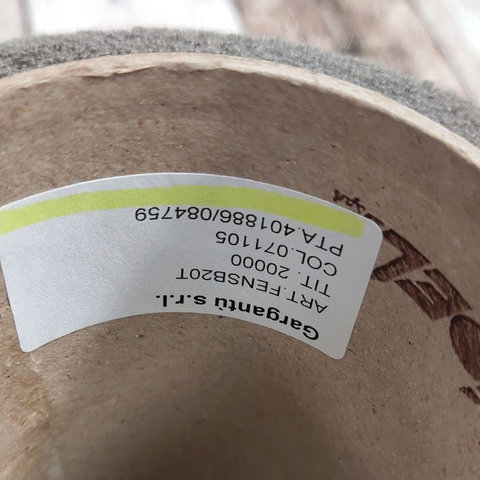 Gargantù s.r.l.
ART.FENSB20T
TIT. 20000
COL.071105
PTA.401886/084759